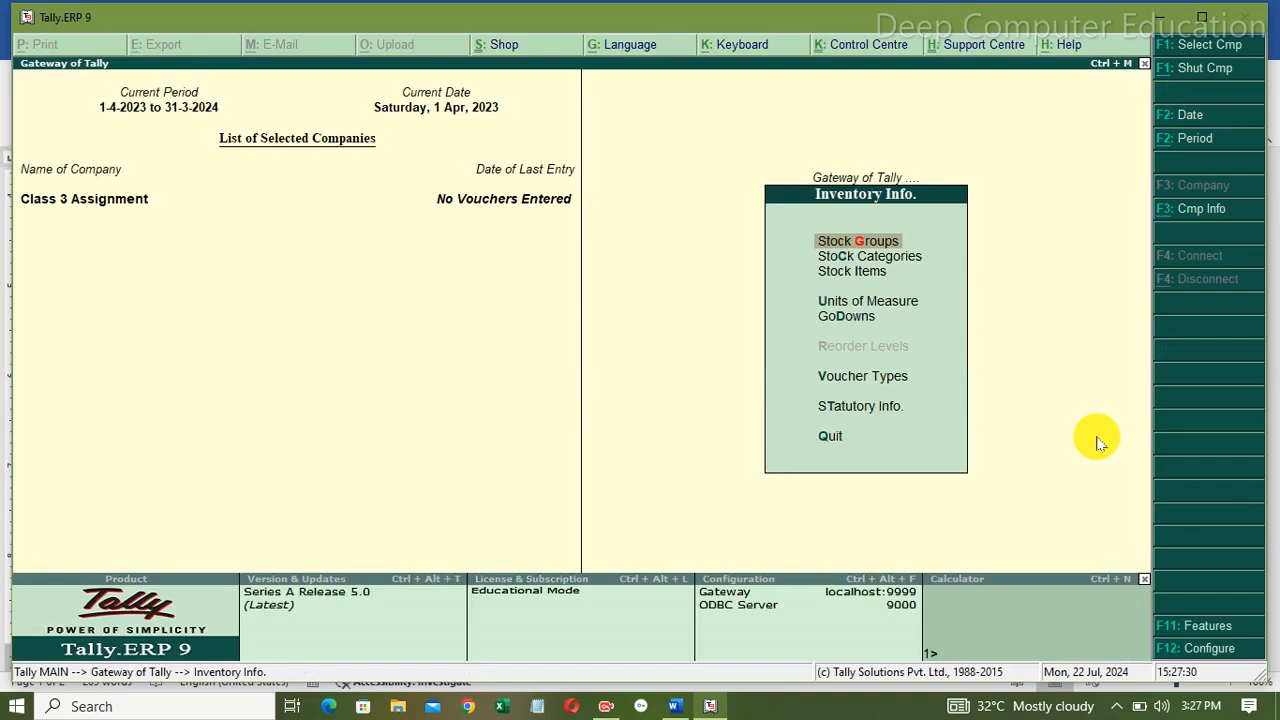 Tally.ERP 9
Deep Computer Education
P: Print
E: Export
M: E-Mail
O: Upload
S: Shop
G: Language
K: Keyboard
K: Control Centre
H: Support Centre
H: Help
F1: Select Cmp
Gateway of Tally
Ctrl + M
F1: Shut Cmp
Current Period
Current Date
1-4-2023 to 31-3-2024
Saturday, 1 Apr, 2023
F2: Date
List of Selected Companies
F2: Period
Name of Company
Date of Last Entry
Class 3 Assignment
No Vouchers Entered
Gateway of Tally ....
Inventory Info.
Stock Groups
StoCk Categories
Stock Items
Units of Measure
GoDowns
Reorder Levels
Voucher Types
STatutory Info.
Quit
F3: Company
F3: Cmp Info
F4: Connect
F4: Disconnect
F11: Features
F12: Configure
Product
Tally
POWER OF SIMPLICITY
Tally.ERP 9
Version & Updates
Ctrl + Alt + T
Series A Release 5.0
(Latest)
License & Subscription
Ctrl + Alt + L
Educational Mode
Configuration
Ctrl + Alt + F
Gateway
localhost:9999
ODBC Server
9000
Calculator
Ctrl + N
1>
Tally MAIN --> Gateway of Tally --> Inventory Info.
(c) Tally Solutions Pvt. Ltd., 1988-2015
Mon, 22 Jul, 2024
15:27:30
Search
32°C Mostly cloudy
3:27 PM